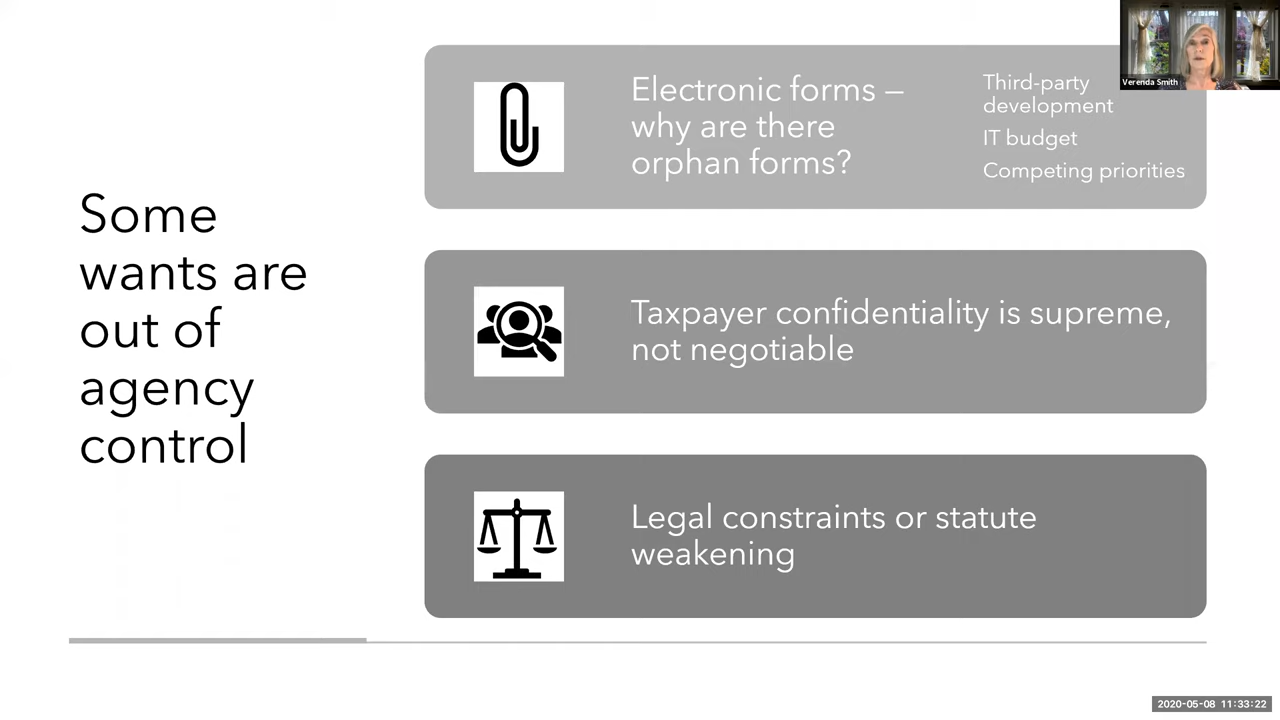 Some
wants are
out of
agency
control
Electronic forms –
why are there
orphan forms?
Third-party
development
IT budget
Competing priorities
Taxpayer confidentiality is supreme,
not negotiable
Legal constraints or statute
weakening
Verenda Smith
2020-05-08 11:33:22